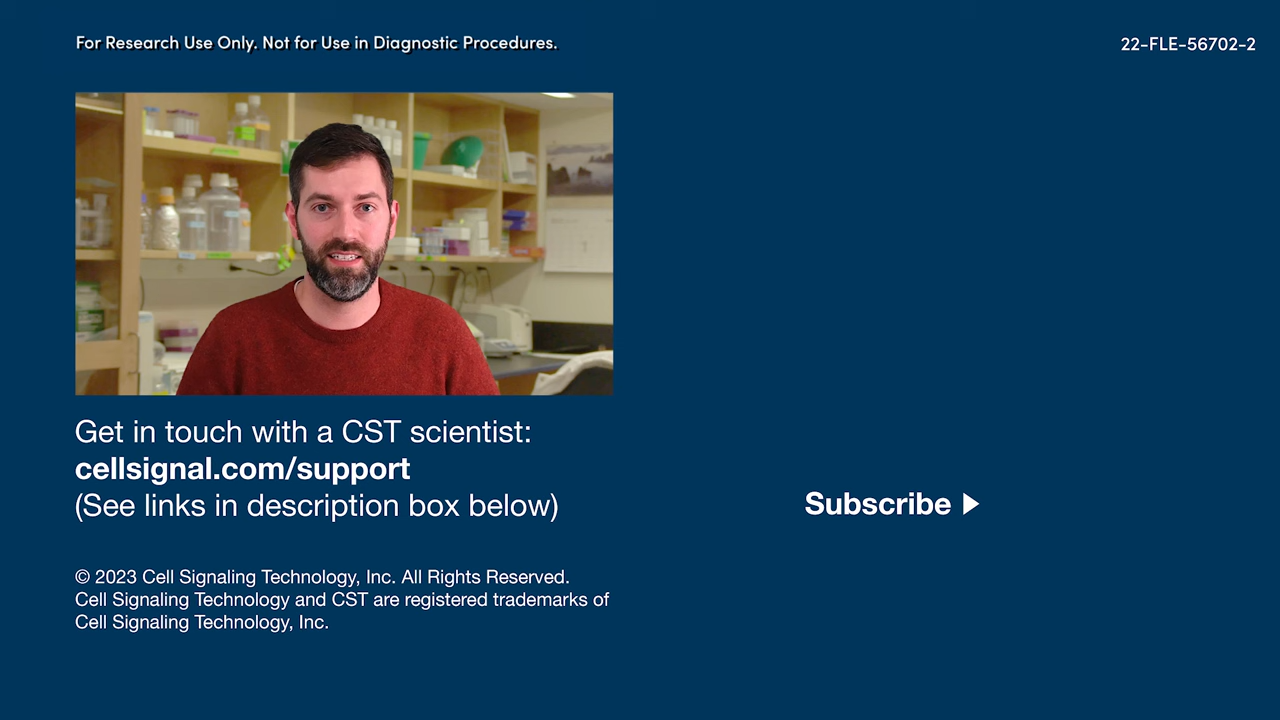 For Research Use Only. Not for Use in Diagnostic Procedures.
22-FLE-56702-2
Get in touch with a CST scientist:
cellsignal.com/support
(See links in description box below)
Subscribe
© 2023 Cell Signaling Technology, Inc. All Rights Reserved.
Cell Signaling Technology and CST are registered trademarks of
Cell Signaling Technology, Inc.